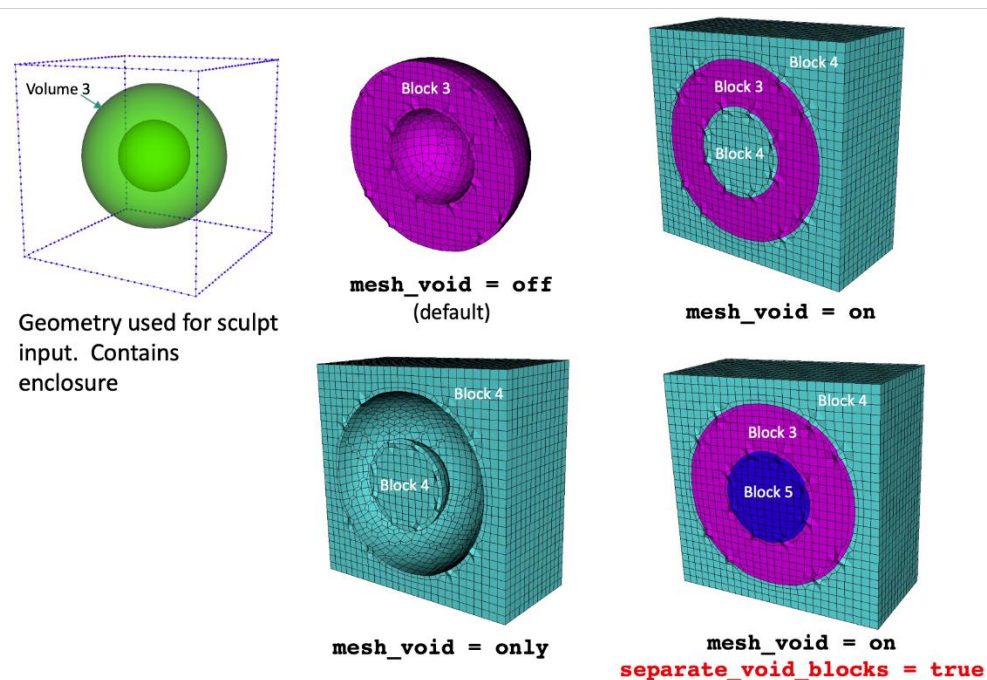 Volume 3
Geometry used for sculpt
input.  Contains
enclosure
Block 3
mesh_void = off
(default)
Block 4
Block 3
Block 4
mesh_void = on
Block 4
Block 4
mesh_void = only
Block 4
Block 3
Block 5
mesh_void = on
separate_void_blocks = true